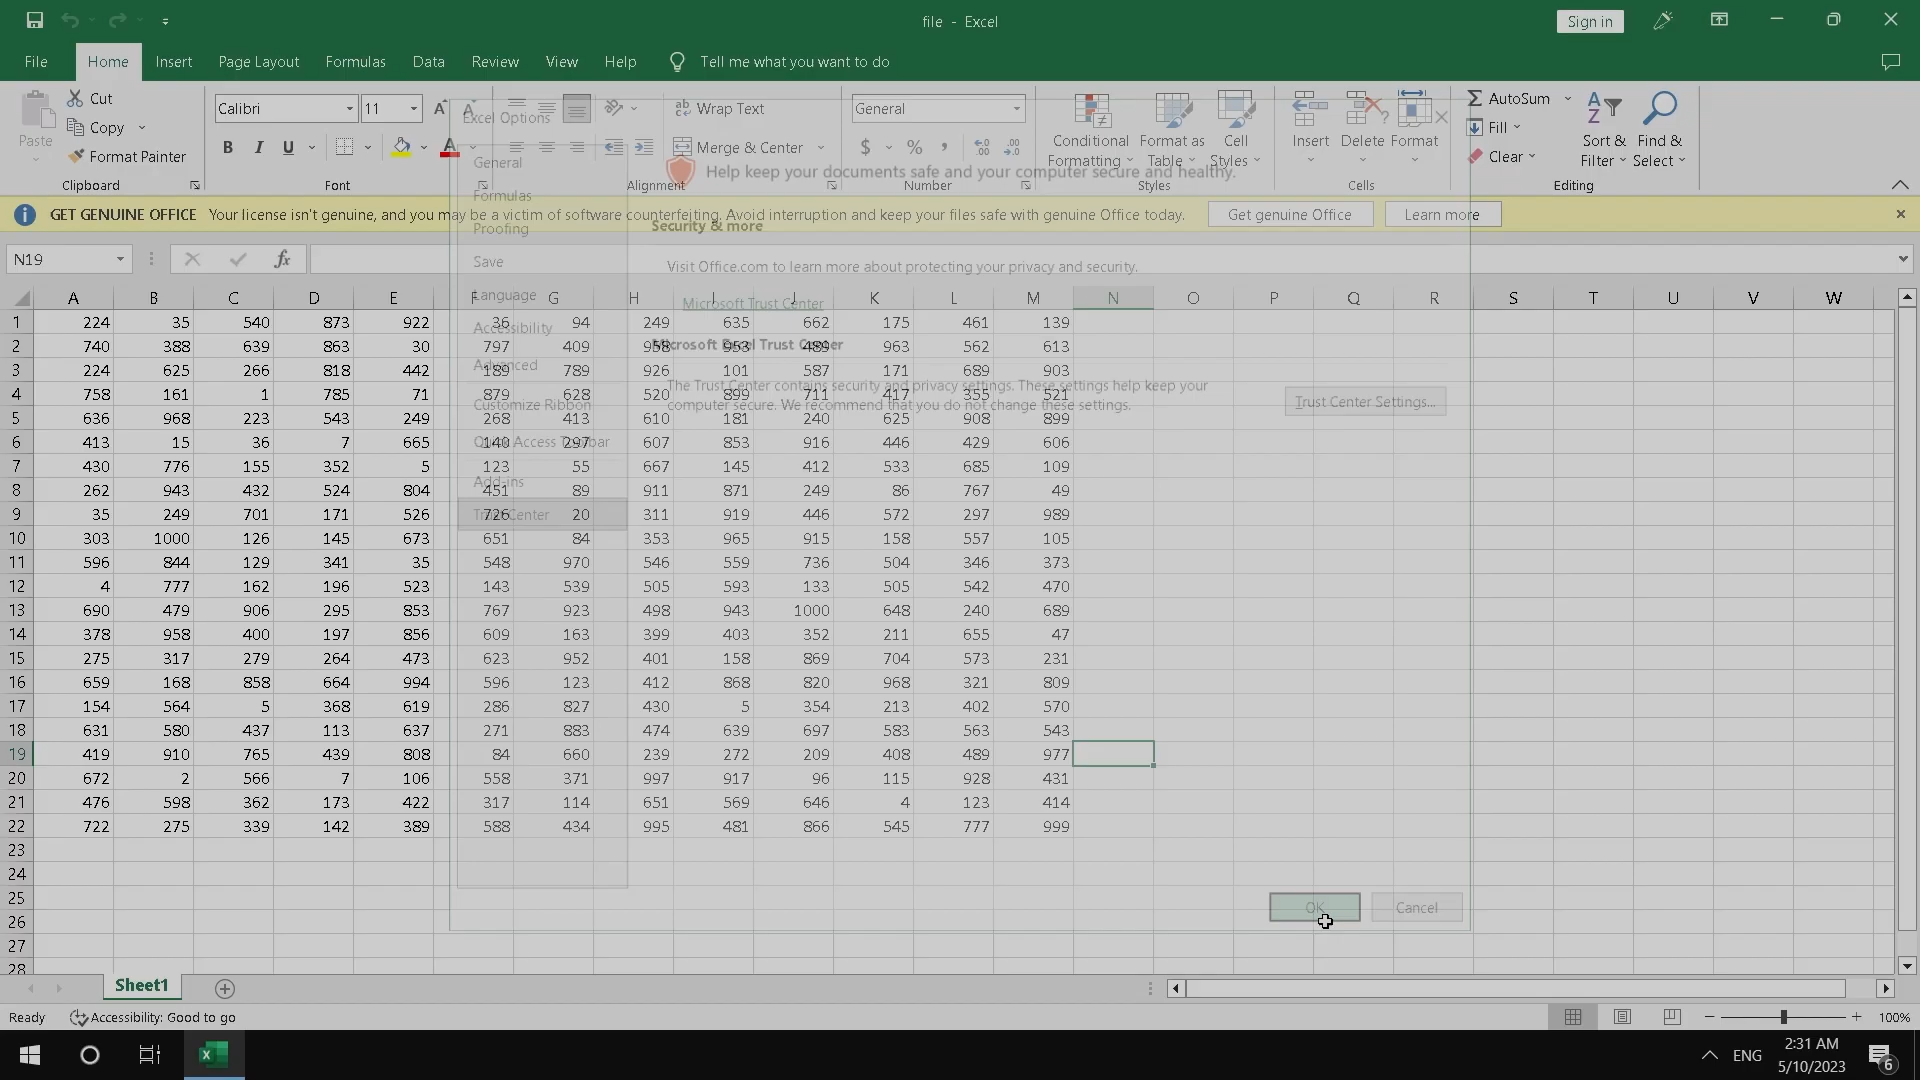 file - Excel
Sign in
File Home Insert Page Layout Formulas Data Review View Help Tell me what you want to do
Paste
Cut
Copy
Format Painter
Clipboard
Calibri 11
B I U
Font
Wrap Text
Merge & Center
Alignment
General
$ % ,
Number
Conditional Formatting
Format as Table
Cell Styles
Styles
Insert Delete Format
Cells
AutoSum
Fill
Clear
Sort & Filter
Find & Select
Editing
GET GENUINE OFFICE Your license isn't genuine, and you may be a victim of software counterfeiting. Avoid interruption and keep your files safe with genuine Office today. Get genuine Office Learn more
N19 fx
A B C D E F G H I J K L M N O P Q R S T U V W
1 224 35 540 873 922 36 94 249 635 662 175 461 139
2 740 388 639 863 30 797 409 958 953 489 963 562 613
3 224 625 266 818 442 189 789 926 101 587 171 689 903
4 758 161 1 785 71 879 628 520 899 711 417 355 521
5 636 968 223 543 249 268 413 610 181 240 625 908 899
6 413 15 36 7 665 140 297 607 853 916 446 429 606
7 430 776 155 352 5 123 55 667 145 412 533 685 109
8 262 943 432 524 804 451 89 911 871 249 86 767 49
9 35 249 701 171 526 726 20 311 919 446 572 297 989
10 303 1000 126 145 673 651 84 353 965 915 158 557 105
11 596 844 129 341 35 548 970 546 559 736 504 346 373
12 4 777 162 196 523 143 539 505 593 133 505 542 470
13 690 479 906 295 853 767 923 498 943 1000 648 240 689
14 378 958 400 197 856 609 163 399 403 352 211 655 47
15 275 317 279 264 473 623 952 401 158 869 704 573 231
16 659 168 858 664 994 596 123 412 868 820 968 321 809
17 154 564 5 368 619 286 827 430 5 354 213 402 570
18 631 580 437 113 637 271 883 474 639 697 583 563 543
19 419 910 765 439 808 84 660 239 272 209 408 489 977
20 672 2 566 7 106 558 371 997 917 96 115 928 431
21 476 598 362 173 422 317 114 651 569 646 4 123 414
22 722 275 339 142 389 588 434 995 481 866 545 777 999
23
24
25
26
27
28
Excel Options
General
Formulas
Proofing
Save
Language
Accessibility
Advanced
Customize Ribbon
Quick Access Toolbar
Add-ins
Trust Center
Help keep your documents safe and your computer secure and healthy.
Security & more
Visit Office.com to learn more about protecting your privacy and security.
Microsoft Trust Center
Microsoft Excel Trust Center
The Trust Center contains security and privacy settings. These settings help keep your
computer secure. We recommend that you do not change these settings.
Trust Center Settings...
OK Cancel
Sheet1
Ready Accessibility: Good to go 100%
ENG
2:31 AM
5/10/2023
6